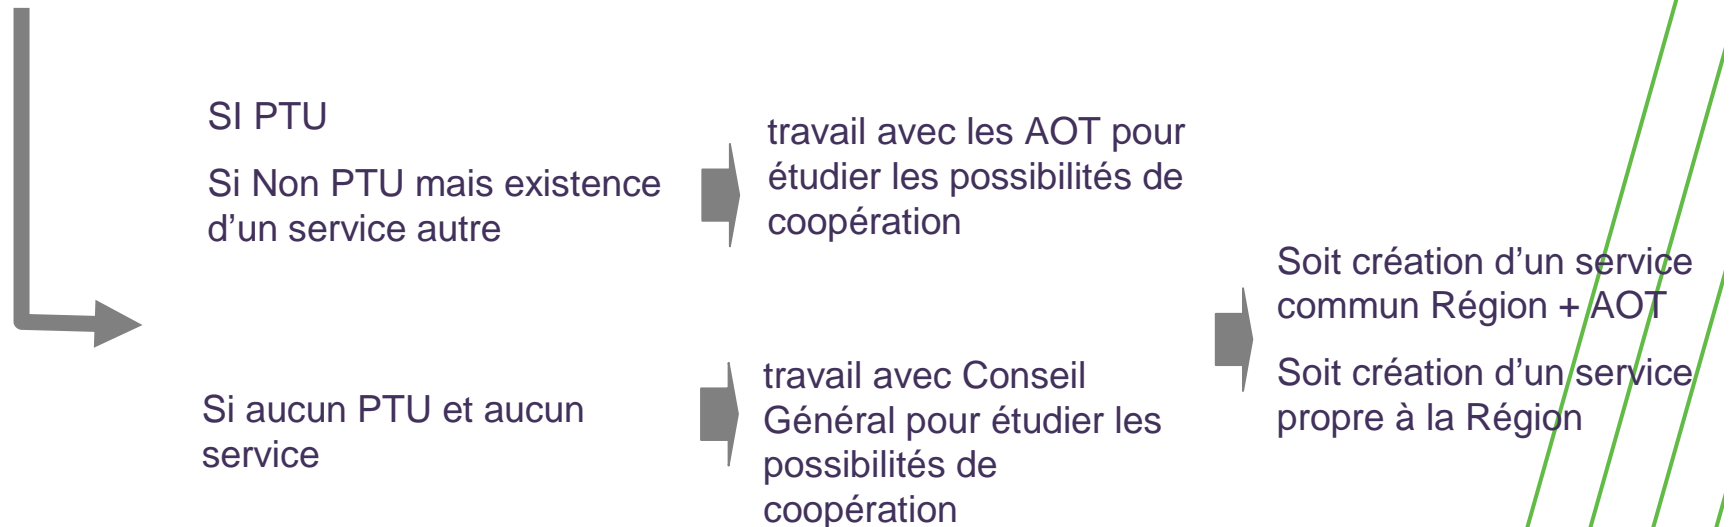 SI PTU
Si Non PTU mais existence
d'un service autre
travail avec les AOT pour
étudier les possibilités de
coopération
Si aucun PTU et aucun
service
travail avec Conseil
Général pour étudier les
possibilités de
coopération
Soit création d'un service
commun Région + AOT
Soit création d'un service
propre à la Région